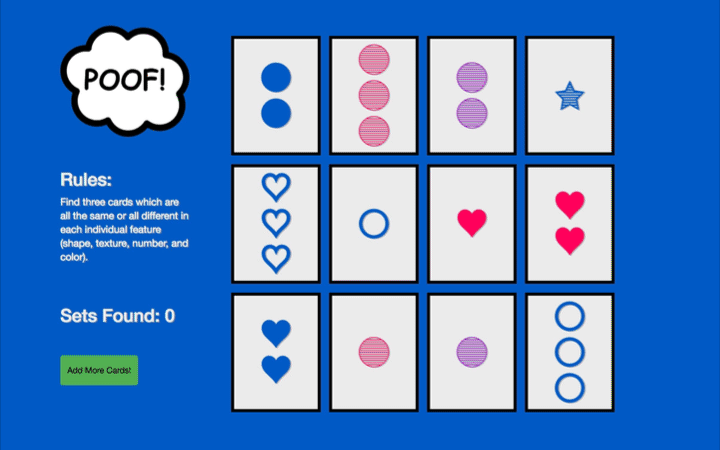 POOF!
Rules:
Find three cards which are
all the same or all different in
each individual feature
(shape, texture, number, and
color).
Sets Found: 0
Add More Cards!